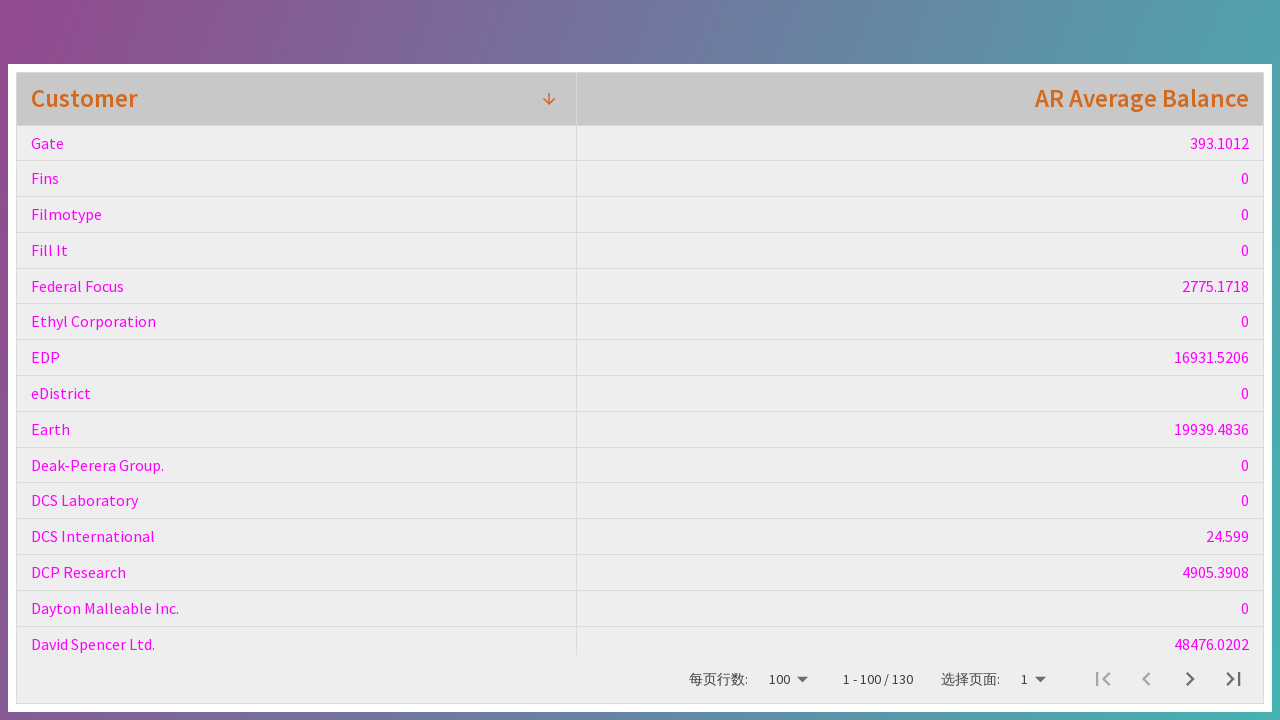 Customer AR Average Balance
Gate 393.1012
Fins 0
Filmotype 0
Fill It 0
Federal Focus 2775.1718
Ethyl Corporation 0
EDP 16931.5206
eDistrict 0
Earth 19939.4836
Deak-Perera Group. 0
DCS Laboratory 0
DCS International 24.599
DCP Research 4905.3908
Dayton Malleable Inc. 0
David Spencer Ltd. 48476.0202
每页行数: 100 1 - 100 / 130 选择页面: 1